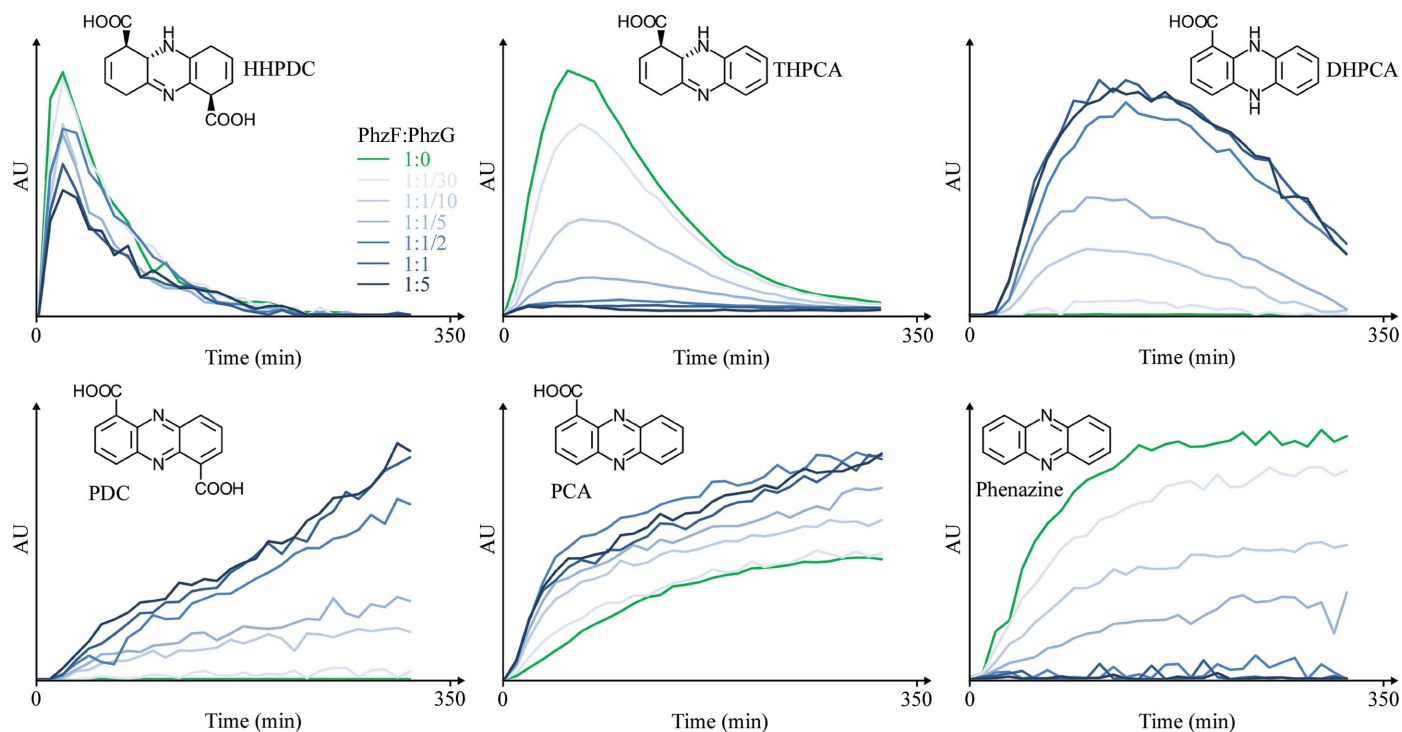 HOOC
H
N
N
HHPDC
COOH
PhzF:PhzG
1:0
1:1/30
1:1/10
1:1/5
1:1/2
1:1
1:5
AU
0
350
Time (min)
HOOC
H
N
N
THPCA
AU
0
350
Time (min)
HOOC
H
N
N
H
DHPCA
AU
0
350
Time (min)
HOOC
N
N
COOH
PDC
AU
0
350
Time (min)
HOOC
N
N
PCA
AU
0
350
Time (min)
N
N
Phenazine
AU
0
350
Time (min)